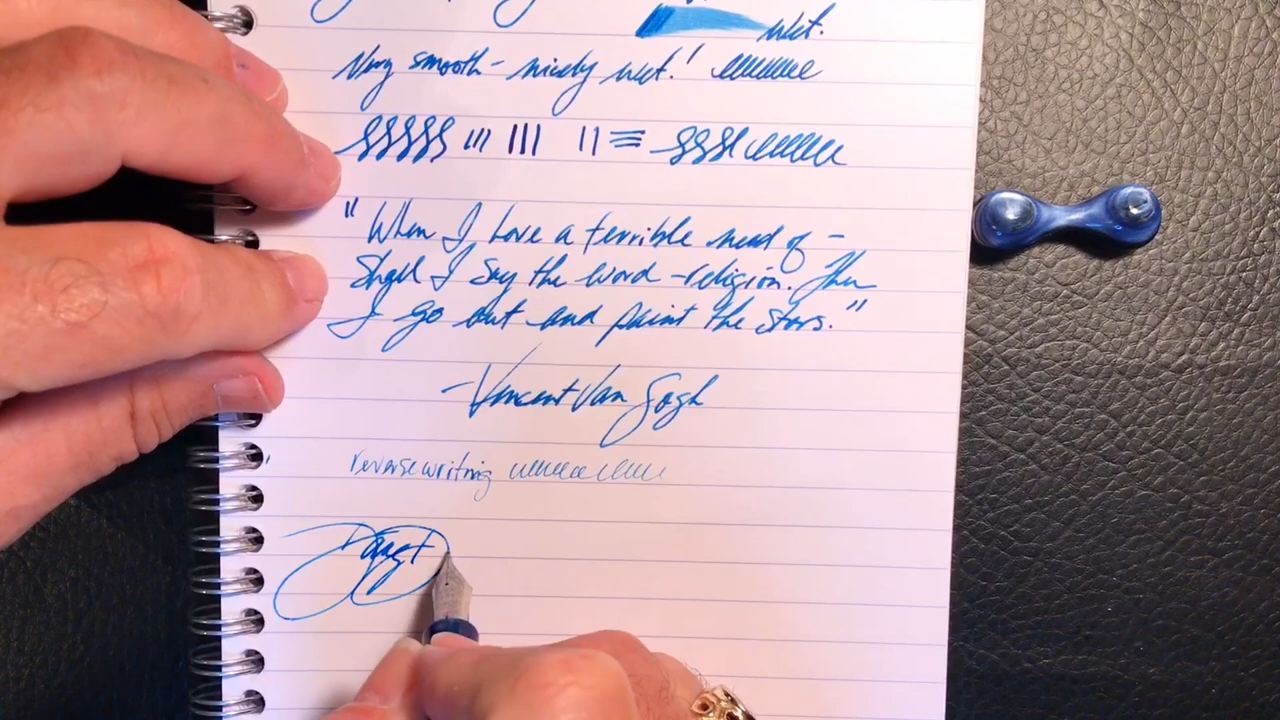 wet.
Very smooth - nicely wet!
"When I have a terrible need of -
Shall I say the word - religion. Then
I go out and paint the stars."
- Vincent Van Gogh
reverse writing